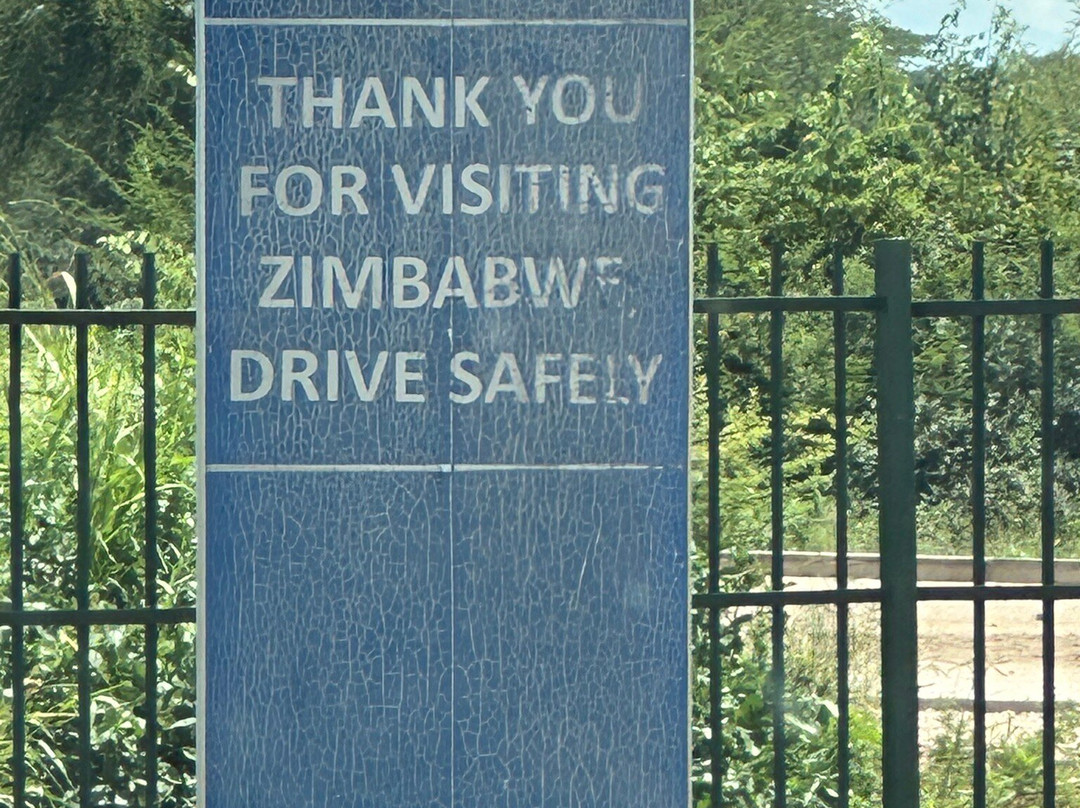 THANK YOU
FOR VISITING
ZIMBABWE
DRIVE SAFELY